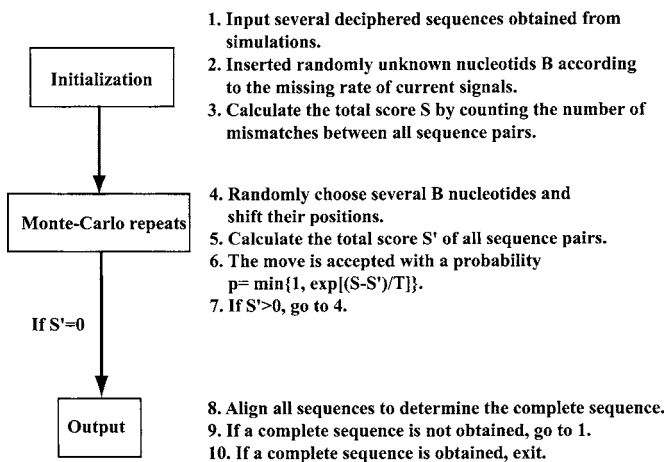 1. Input several deciphered sequences obtained from
simulations.
2. Inserted randomly unknown nucleotids B according
to the missing rate of current signals.
3. Calculate the total score S by counting the number of
mismatches between all sequence pairs.
Initialization
4. Randomly choose several B nucleotides and
shift their positions.
5. Calculate the total score S' of all sequence pairs.
6. The move is accepted with a probability
p= min{1, exp[(S-S')/T]}.
7. If S'>0, go to 4.
Monte-Carlo repeats
If S'=0
8. Align all sequences to determine the complete sequence.
9. If a complete sequence is not obtained, go to 1.
10. If a complete sequence is obtained, exit.
Output